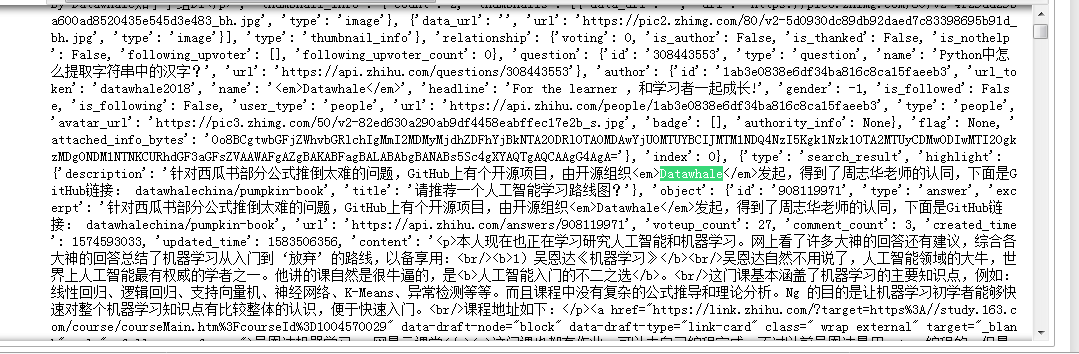 a600ad8520435e545d3e483_bh.jpg', 'type': 'image'}, {'data_url': '', 'url': 'https://pic2.zhimg.com/80/v2-5d0930dc89db92daed7c83398695b91d_
bh.jpg', 'type': 'image'}], 'type': 'thumbnail_info'}, 'relationship': {'voting': 0, 'is_author': False, 'is_thanked': False, 'is_nothelp
': False, 'following_upvoter': [], 'following_upvoter_count': 0}, 'question': {'id': '308443553', 'type': 'question', 'name': 'Python中怎
么提取字符串中的汉字？', 'url': 'https://api.zhihu.com/questions/308443553'}, 'author': {'id': '1ab3e0838e6df34ba816c8ca15faeeb3', 'url_to
ken': 'datawhale2018', 'name': '<em>Datawhale</em>', 'headline': 'For the learner ，和学习者一起成长!', 'gender': -1, 'is_followed': Fals
e, 'is_following': False, 'user_type': 'people', 'url': 'https://api.zhihu.com/people/1ab3e0838e6df34ba816c8ca15faeeb3', 'type': 'people',
'avatar_url': 'https://pic3.zhimg.com/50/v2-82ed630a290ab9df4458eabffec17e2b_s.jpg', 'badge': [], 'authority_info': None}, 'flag': None, '
attached_info_bytes':
'}, 'index': 0}, {'type': 'search_result', 'highlight':
{'description': '针对西瓜书部分公式推倒太难的问题，GitHub上有个开源项目，由开源组织<em>Datawhale</em>发起，得到了周志华老师的认同，下面是G
itHub链接： datawhalechina/pumpkin-book', 'title': '请推荐一个人工智能学习路线图？'}, 'object': {'id': '908119971', 'type': 'answer', 'exc
erpt': '针对西瓜书部分公式推倒太难的问题，GitHub上有个开源项目，由开源组织<em>Datawhale</em>发起，得到了周志华老师的认同，下面是GitHub链
接： datawhalechina/pumpkin-book', 'url': 'https://api.zhihu.com/answers/908119971', 'voteup_count': 27, 'comment_count': 3, 'created_time
': 1574593033, 'updated_time': 1583506356, 'content': '<p>本人现在也正在学习研究人工智能和机器学习。网上看了许多大神的回答还有建议，综合各
大神的回答总结了机器学习从入门到‘放弃’的路线，以备享用：<br/><b>1）吴恩达《机器学习》</b><br/>吴恩达自然不用说了，人工智能领域的大牛，世
界上人工智能最有权威的学者之一。他讲的课自然是很牛逼的，是<b>人工智能入门的不二之选</b>。<br/>这门课基本涵盖了机器学习的主要知识点，例如：
线性回归、逻辑回归、支持向量机、神经网络、K-Means、异常检测等等。而且课程中没有复杂的公式推导和理论分析。Ng 的目的是让机器学习初学者能够快
速对整个机器学习知识点有比较整体的认识，便于快速入门。<br/>课程地址如下：</p><a href="https://link.zhihu.com/?target=https%3A//study.163.c
om/course/courseMain.htm%3FcourseId%3D1004570029" data-draft-node="block" data-draft-type="link-card" class=" wrap external" target="_blan